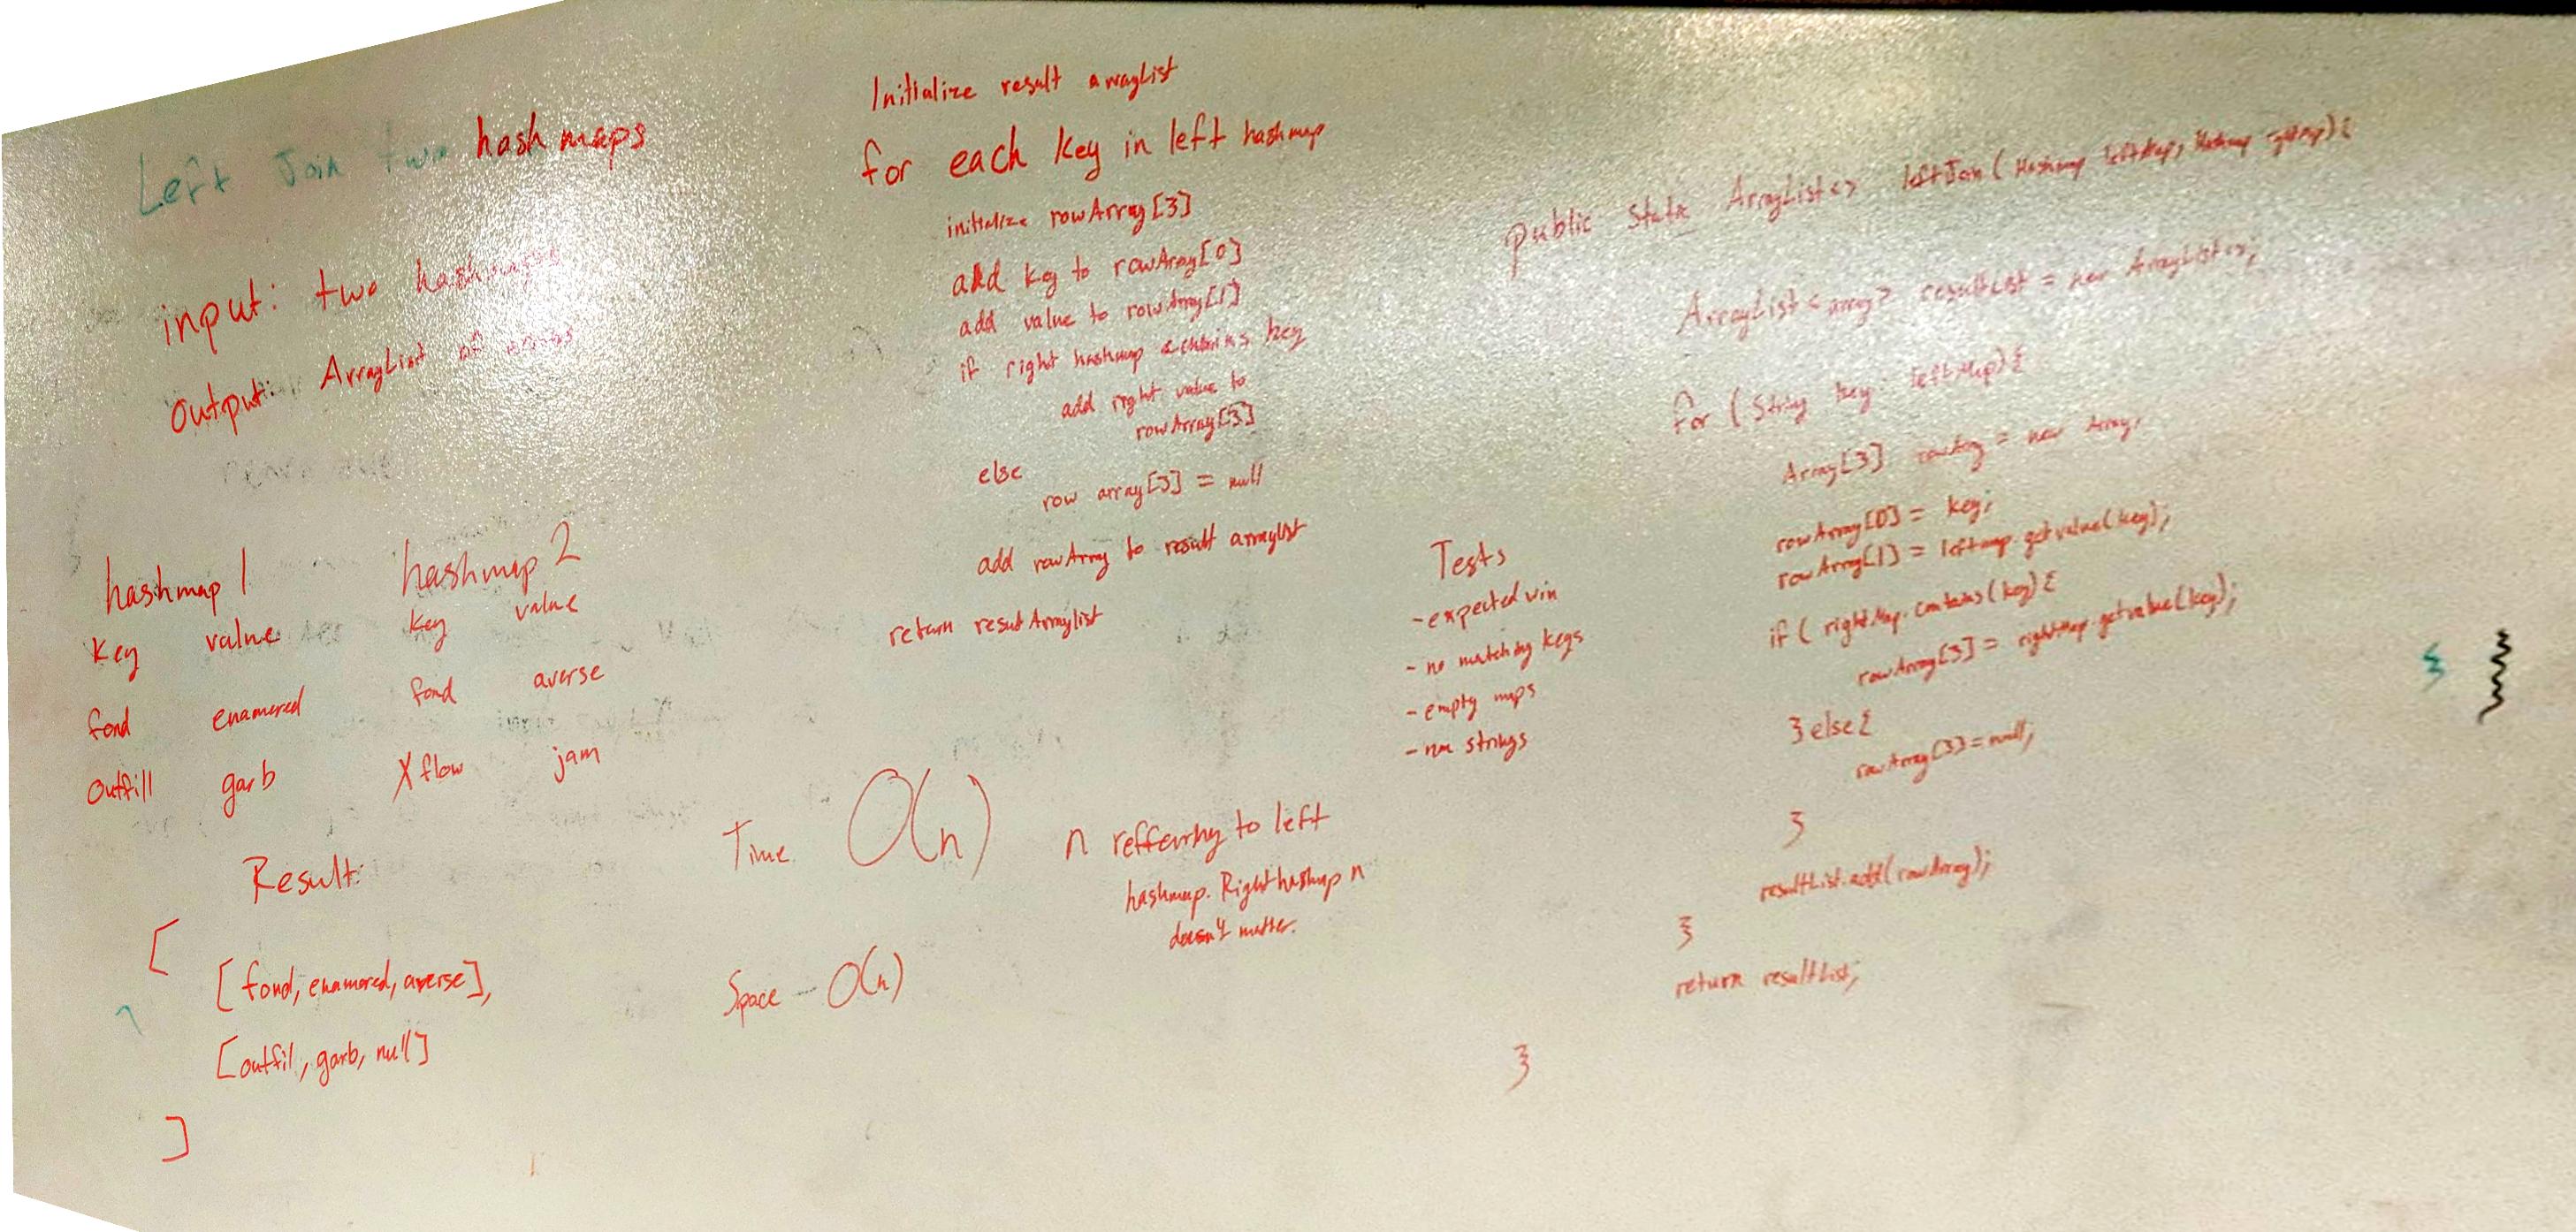 Left Join two hashmaps
input: two hashmaps
Output: ArrayList of
hashmap 1 hashmap 2
Key value key value
fond enamored fond averse
Outfill garb X flow jam
Result:
[
[fond, enamored, averse],
[outfil, garb, null]
]
Initialize result arraylist
for each key in left hashmap
initialize rowArray[3]
add key to rowArray[0]
add value to rowArray[1]
if right hashmap contains key
add right value to
rowArray[3]
else
row array[3] = null
add rowArray to result arraylist
return resutArraylist
Time O(n) n reffering to left
hashmap. Right hashmap n
doesn't matter.
Space - O(n)
Tests
- expected win
- no matching keys
- empty maps
- non strings
public static ArrayList<> leftJoin( Hashmap leftMap, Hashmap rightMap){
ArrayList<array> resultList = new ArrayList<>;
for (String key: leftMap){
Array[3] rowArray = new Array;
rowArray[0] = key;
rowArray[1] = leftmap.getvalue(key);
if ( rightMap.contains(key){
rowArray[3] = rightMap.getvalue(key);
}else{
rowArray[3]=null;
}
resultList.add(rowArray);
}
return resultList;
}